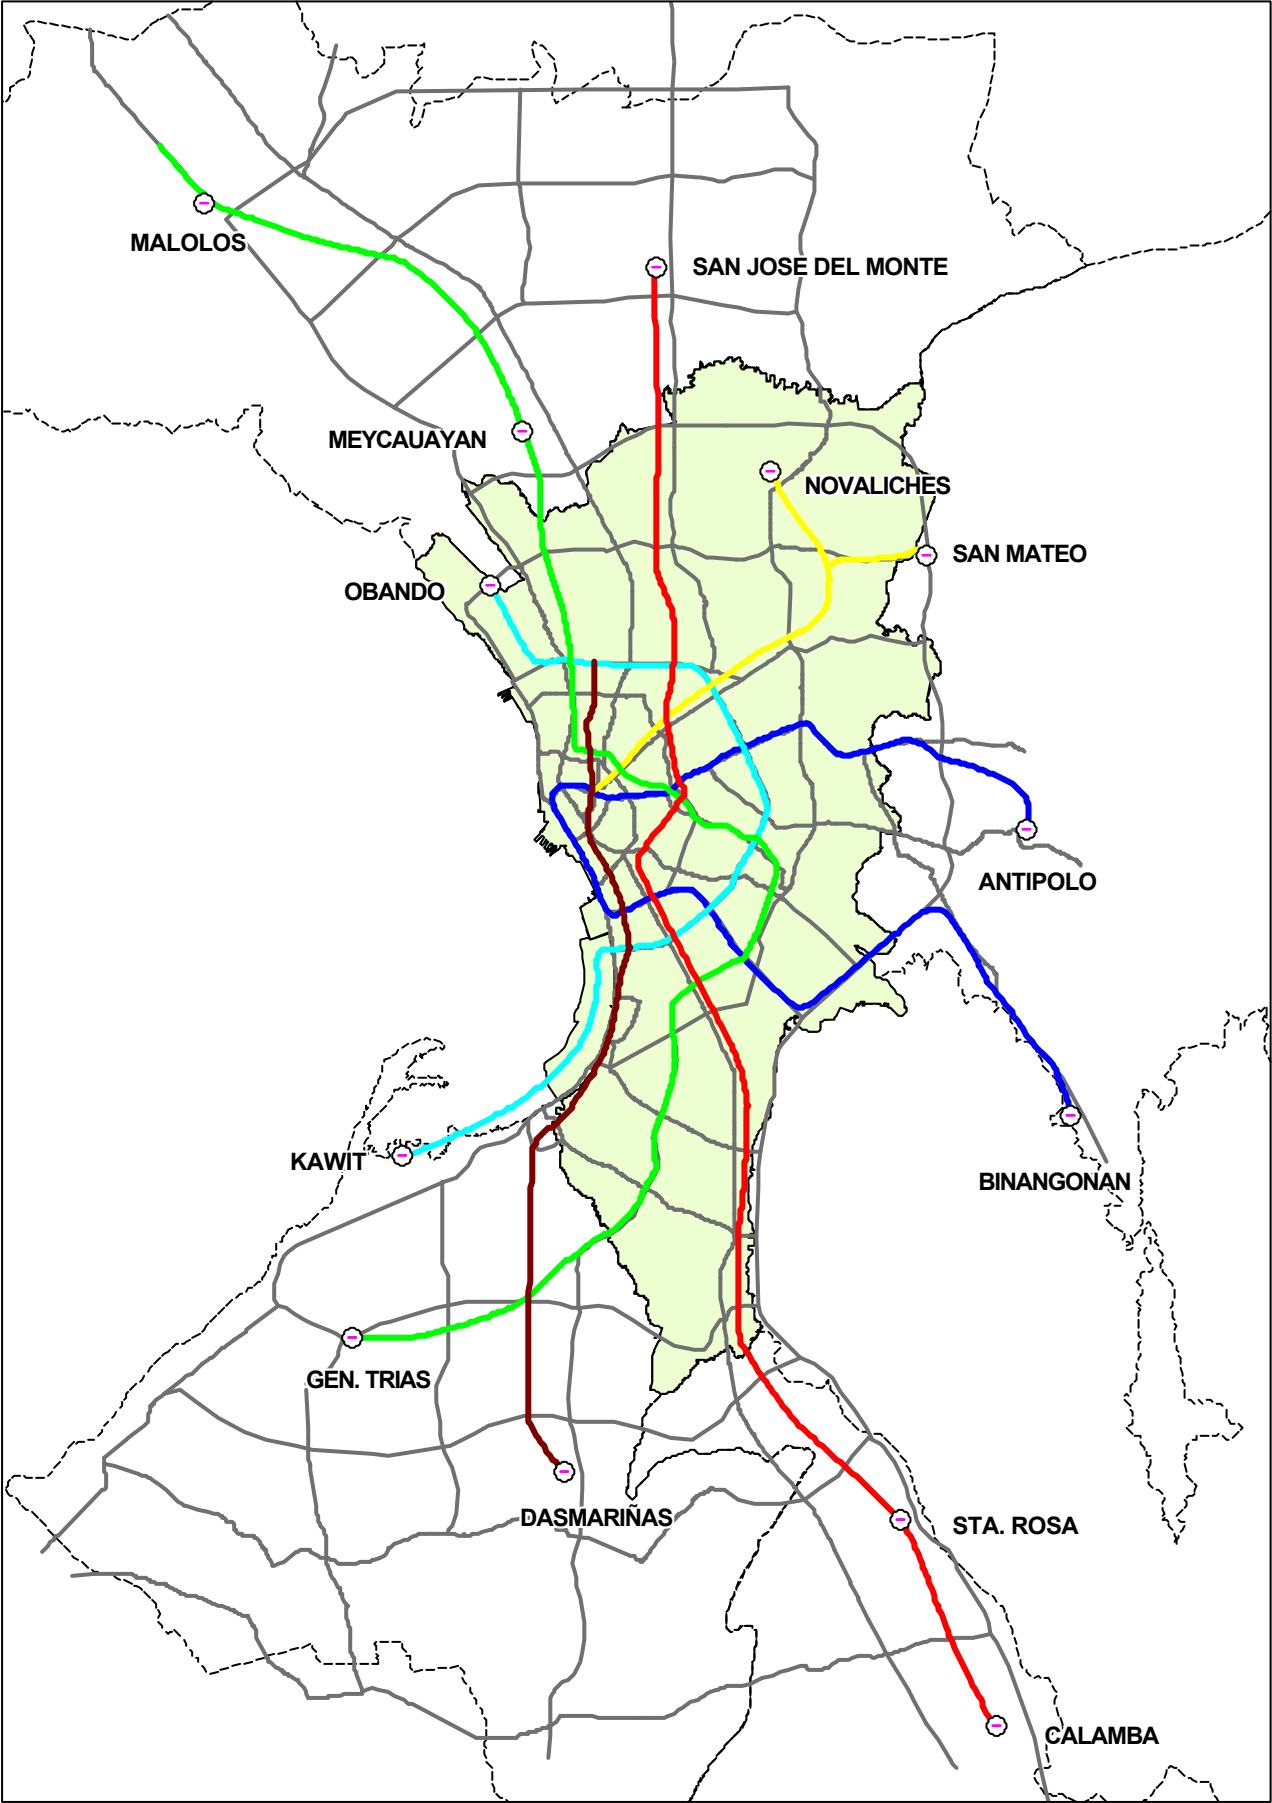 MALOLOS
SAN JOSE DEL MONTE
MEYCAUAYAN
NOVALICHES
SAN MATEO
OBANDO
ANTIPOLO
KAWIT
BINANGONAN
GEN. TRIAS
DASMARIÑAS
STA. ROSA
CALAMBA